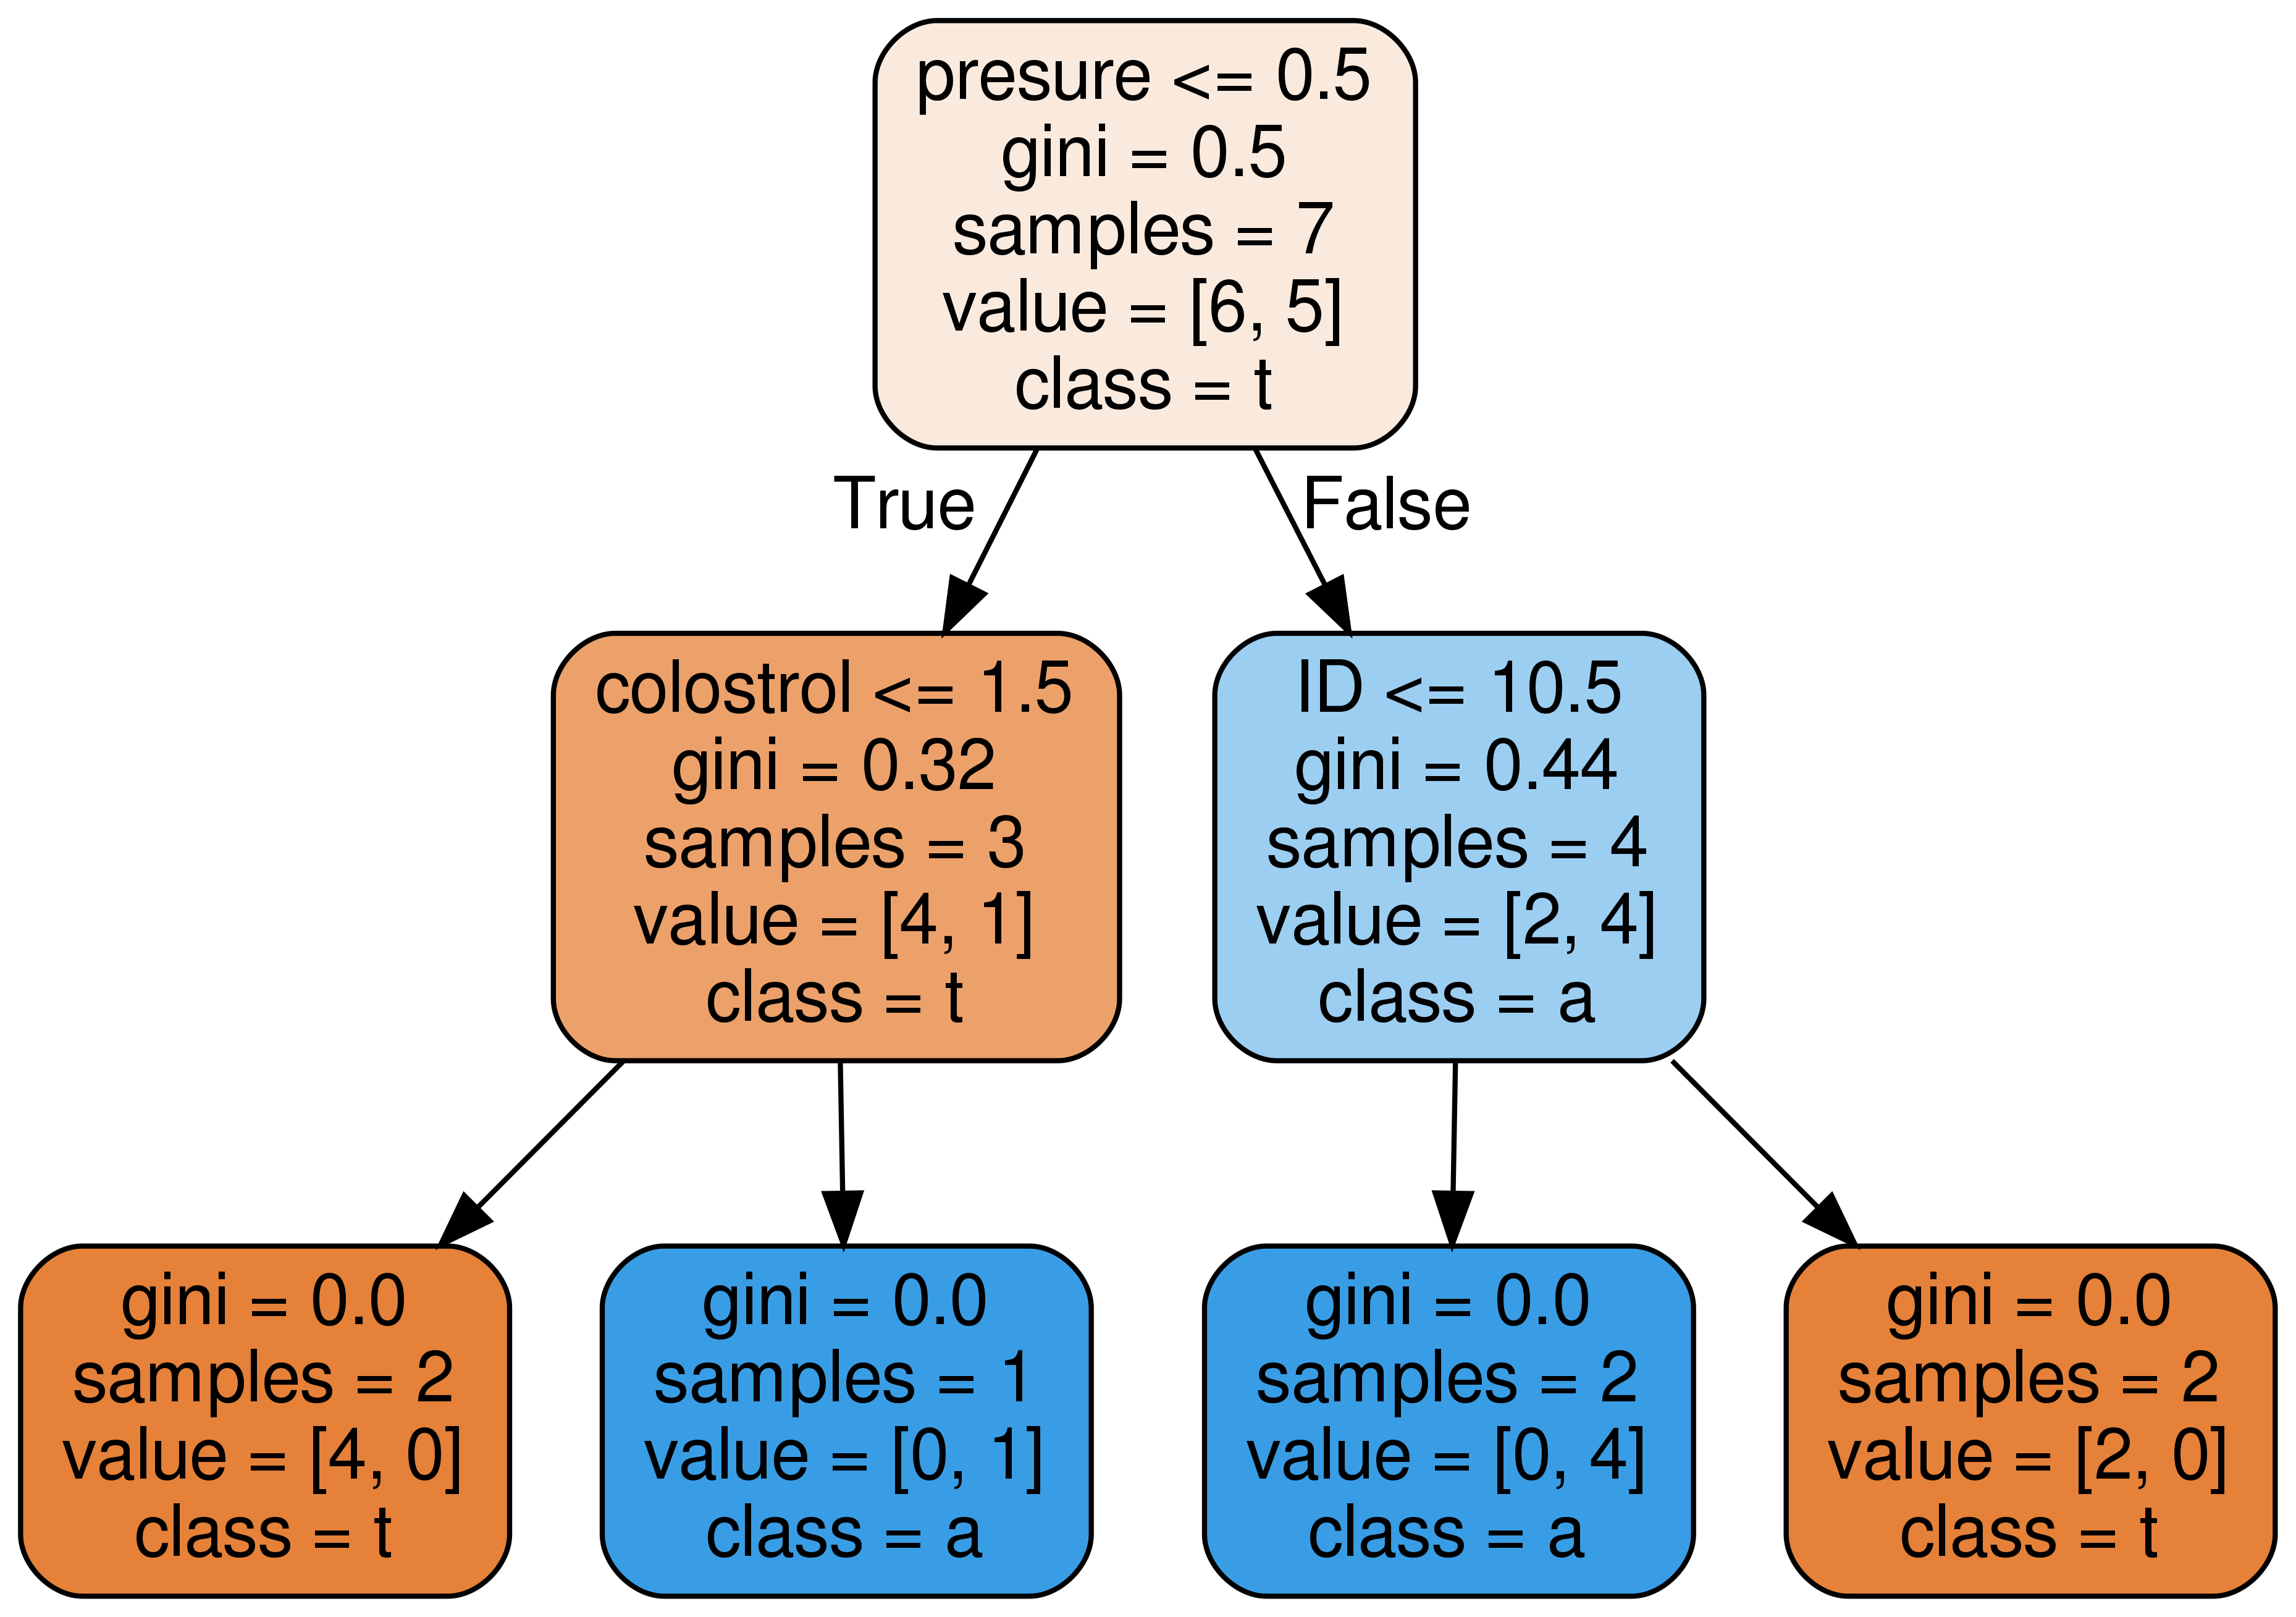 presure <= 0.5
gini = 0.5
samples = 7
value = [6, 5]
class = t
True
False
colostrol <= 1.5
gini = 0.32
samples = 3
value = [4, 1]
class = t
ID <= 10.5
gini = 0.44
samples = 4
value = [2, 4]
class = a
gini = 0.0
samples = 2
value = [4, 0]
class = t
gini = 0.0
samples = 1
value = [0, 1]
class = a
gini = 0.0
samples = 2
value = [0, 4]
class = a
gini = 0.0
samples = 2
value = [2, 0]
class = t